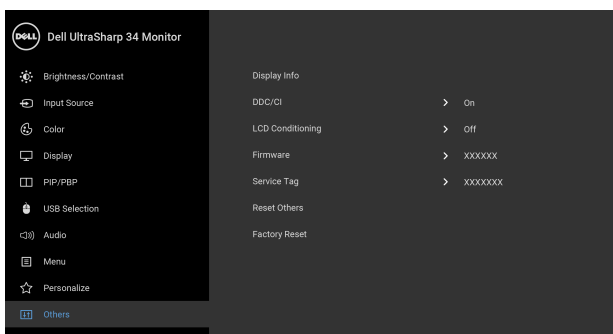 DELL Dell UltraSharp 34 Monitor
Brightness/Contrast
Input Source
Color
Display
PIP/PBP
USB Selection
Audio
Menu
Personalize
Others
Display Info
DDC/CI > On
LCD Conditioning > Off
Firmware > XXXXXX
Service Tag > XXXXXXX
Reset Others
Factory Reset